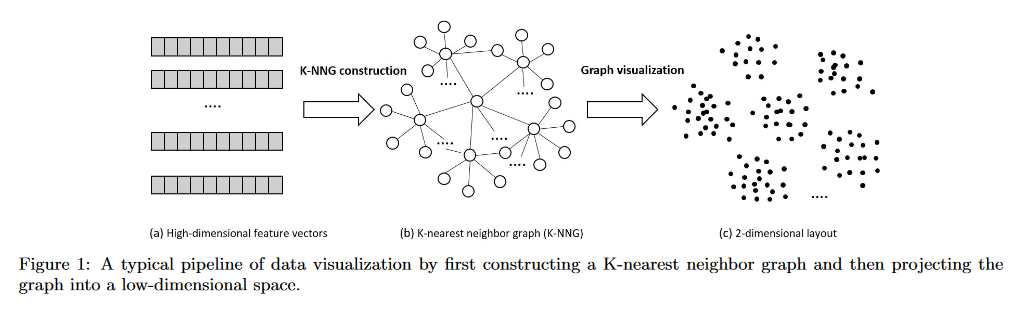 K-NNG construction
Graph visualization
....
....
....
....
....
....
....
(a) High-dimensional feature vectors
(b) K-nearest neighbor graph (K-NNG)
(c) 2-dimensional layout
Figure 1: A typical pipeline of data visualization by first constructing a K-nearest neighbor graph and then projecting the
graph into a low-dimensional space.